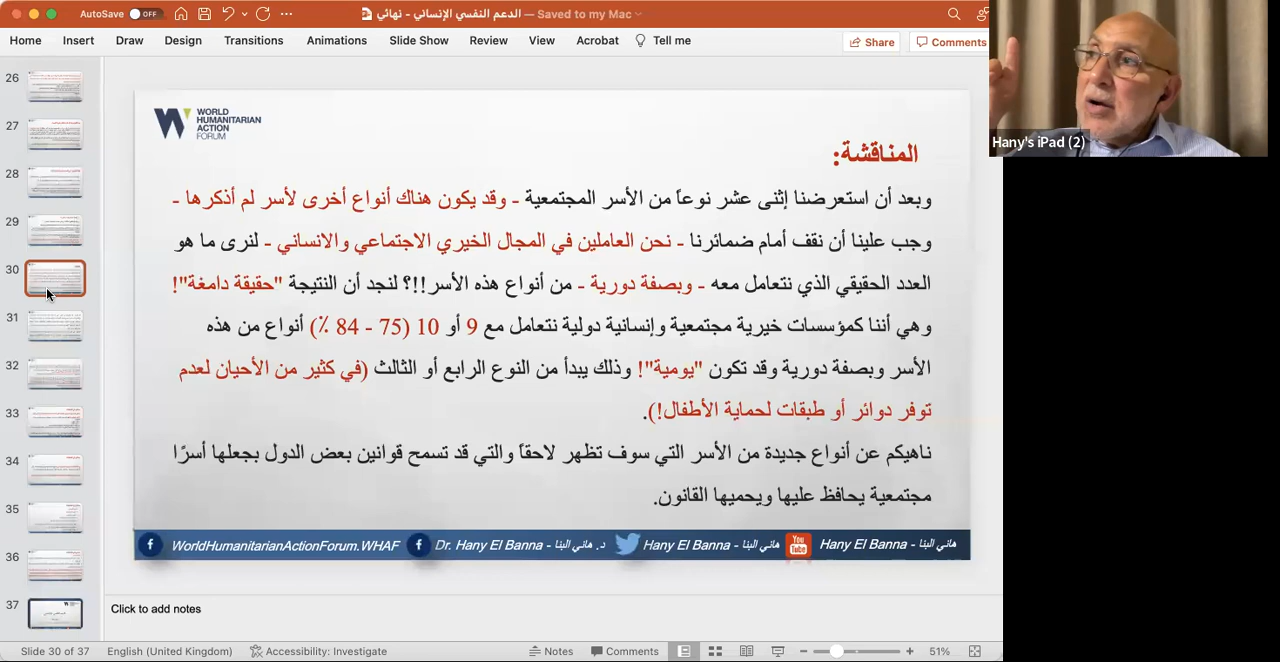 AutoSave OFF
الدعم النفسي الإنساني - نهائي — Saved to my Mac
Home Insert Draw Design Transitions Animations Slide Show Review View Acrobat Tell me
Share Comments
26
27
28
29
30
31
32
33
34
35
36
37
WORLD
HUMANITARIAN
ACTION
FORUM
المناقشة:
وبعد أن استعرضنا إثنى عشر نوعاً من الأسر المجتمعية - وقد يكون هناك أنواع أخرى لأسر لم أذكرها -
وجب علينا أن نقف أمام ضمائرنا - نحن العاملين في المجال الخيري الاجتماعي والانساني - لنرى ما هو
العدد الحقيقي الذي نتعامل معه - وبصفة دورية - من أنواع هذه الأسر!!؟ لنجد أن النتيجة "حقيقة دامغة"!
وهي أننا كمؤسسات خيرية مجتمعية وإنسانية دولية نتعامل مع 9 أو 10 (75 - 84 ٪) أنواع من هذه
الأسر وبصفة دورية وقد تكون "يومية"! وذلك يبدأ من النوع الرابع أو الثالث (في كثير من الأحيان لعدم
توفر دوائر أو طبقات لحماية الأطفال!).
ناهيكم عن أنواع جديدة من الأسر التي سوف تظهر لاحقاً والتي قد تسمح قوانين بعض الدول بجعلها أسرًا
مجتمعية يحافظ عليها ويحميها القانون.
WorldHumanitarianActionForum.WHAF Dr. Hany El Banna - د. هاني البنا Hany El Banna - هاني البنا You Tube Hany El Banna - هاني البنا
Click to add notes
Slide 30 of 37 English (United Kingdom) Accessibility: Investigate Notes Comments 51%
Hany's iPad (2)